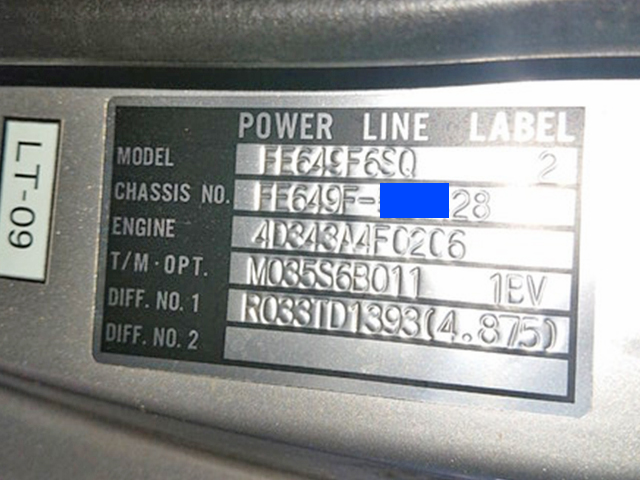 POWER LINE LABEL
MODEL FE649F6SQ 2
CHASSIS NO. FE649F- 28
ENGINE 4D343A4F02C6
T/M·OPT. M035S6B011 1EV
DIFF. NO. 1 R033TD1393(4.875)
DIFF. NO. 2
LT-09